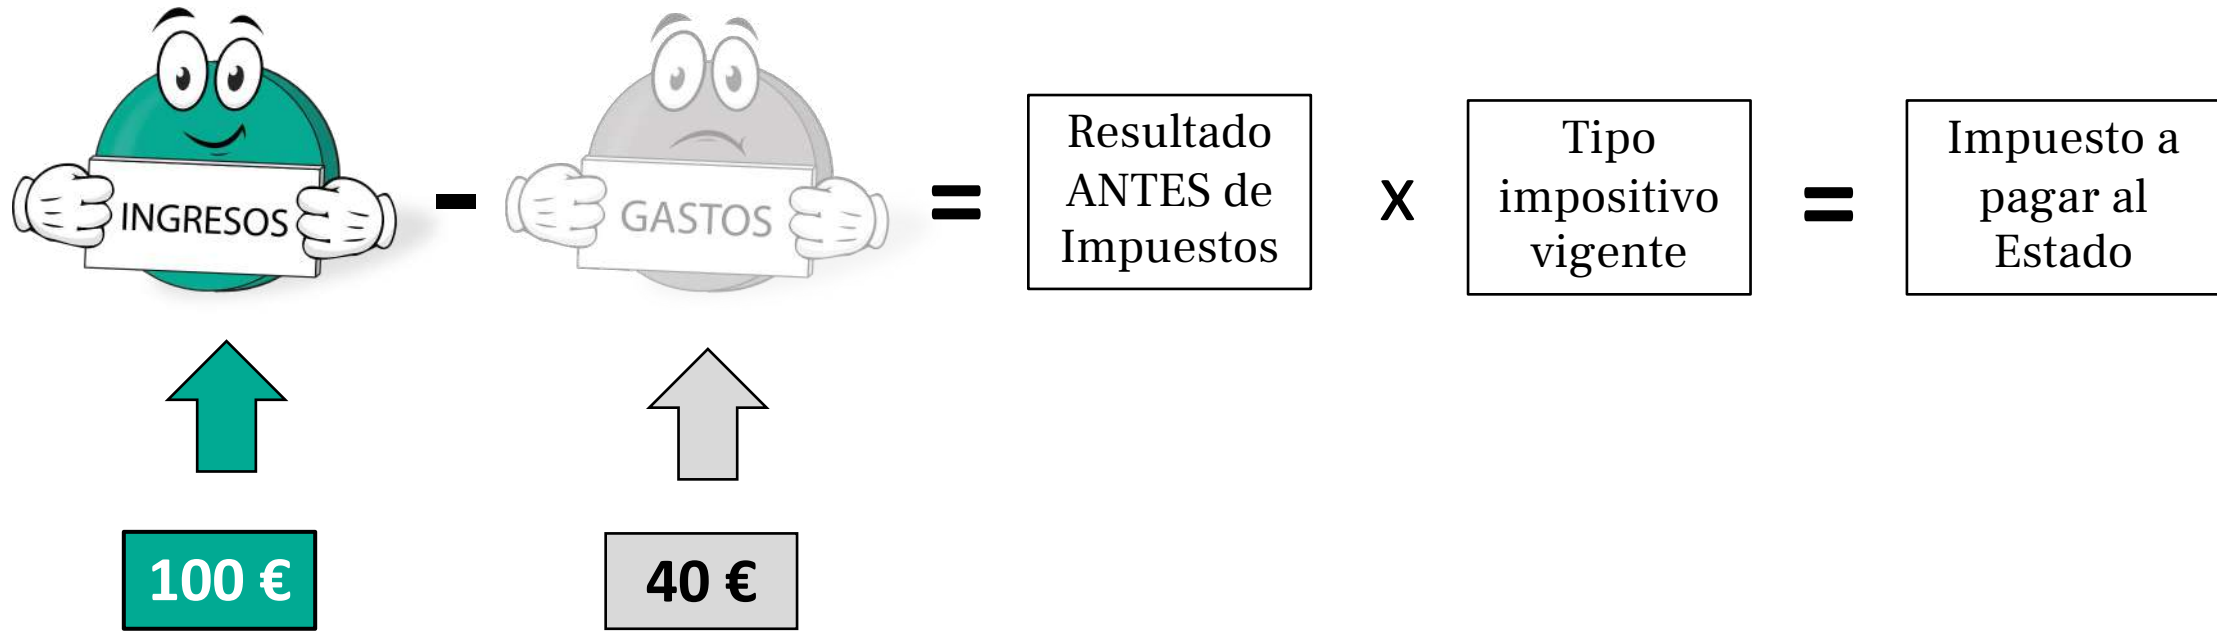 INGRESOS
-
GASTOS
=
Resultado
ANTES de
Impuestos
X
Tipo
impositivo
vigente
=
Impuesto a
pagar al
Estado
100 €
40 €